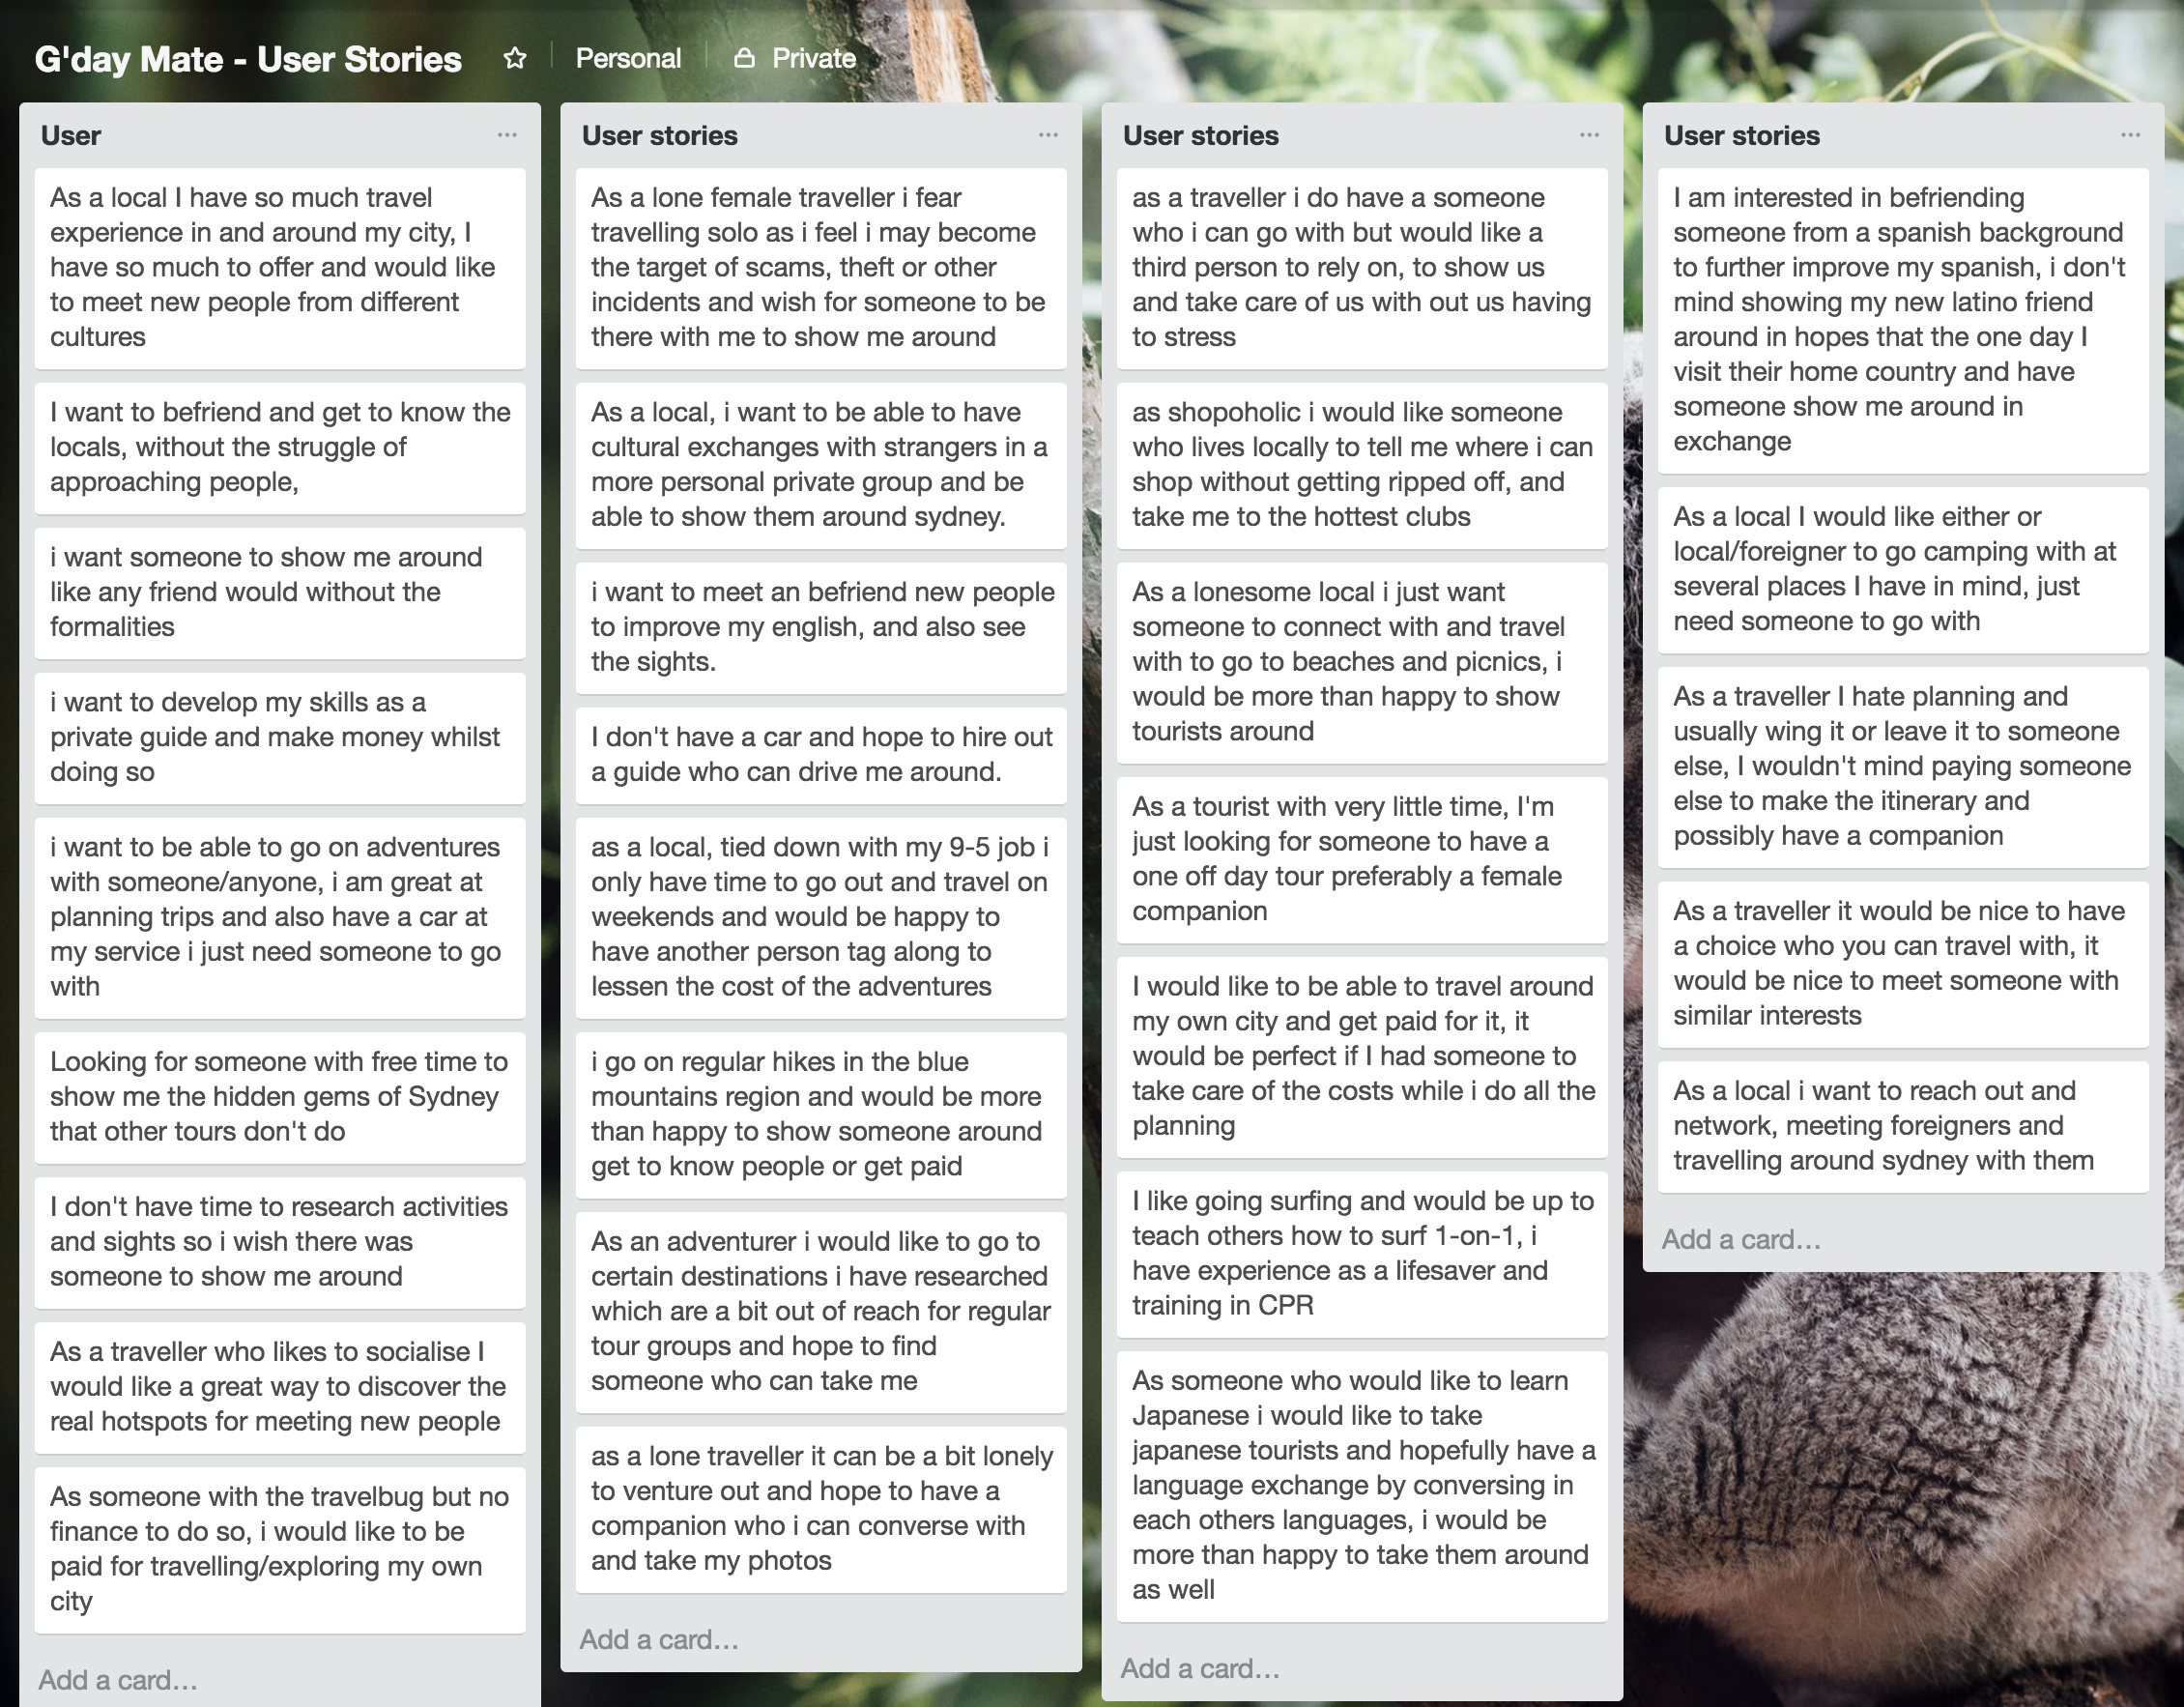 G'day Mate - User Stories
Personal
Private
User
As a local I have so much travel
experience in and around my city, I
have so much to offer and would like
to meet new people from different
cultures
I want to befriend and get to know the
locals, without the struggle of
approaching people,
i want someone to show me around
like any friend would without the
formalities
i want to develop my skills as a
private guide and make money whilst
doing so
i want to be able to go on adventures
with someone/anyone, i am great at
planning trips and also have a car at
my service i just need someone to go
with
Looking for someone with free time to
show me the hidden gems of Sydney
that other tours don't do
I don't have time to research activities
and sights so i wish there was
someone to show me around
As a traveller who likes to socialise I
would like a great way to discover the
real hotspots for meeting new people
As someone with the travelbug but no
finance to do so, i would like to be
paid for travelling/exploring my own
city
Add a card…
User stories
As a lone female traveller i fear
travelling solo as i feel i may become
the target of scams, theft or other
incidents and wish for someone to be
there with me to show me around
As a local, i want to be able to have
cultural exchanges with strangers in a
more personal private group and be
able to show them around sydney.
i want to meet an befriend new people
to improve my english, and also see
the sights.
I don't have a car and hope to hire out
a guide who can drive me around.
as a local, tied down with my 9-5 job i
only have time to go out and travel on
weekends and would be happy to
have another person tag along to
lessen the cost of the adventures
i go on regular hikes in the blue
mountains region and would be more
than happy to show someone around
get to know people or get paid
As an adventurer i would like to go to
certain destinations i have researched
which are a bit out of reach for regular
tour groups and hope to find
someone who can take me
as a lone traveller it can be a bit lonely
to venture out and hope to have a
companion who i can converse with
and take my photos
Add a card…
User stories
as a traveller i do have a someone
who i can go with but would like a
third person to rely on, to show us
and take care of us with out us having
to stress
as shopoholic i would like someone
who lives locally to tell me where i can
shop without getting ripped off, and
take me to the hottest clubs
As a lonesome local i just want
someone to connect with and travel
with to go to beaches and picnics, i
would be more than happy to show
tourists around
As a tourist with very little time, I'm
just looking for someone to have a
one off day tour preferably a female
companion
I would like to be able to travel around
my own city and get paid for it, it
would be perfect if I had someone to
take care of the costs while i do all the
planning
I like going surfing and would be up to
teach others how to surf 1-on-1, i
have experience as a lifesaver and
training in CPR
As someone who would like to learn
Japanese i would like to take
japanese tourists and hopefully have a
language exchange by conversing in
each others languages, i would be
more than happy to take them around
as well
Add a card…
User stories
I am interested in befriending
someone from a spanish background
to further improve my spanish, i don't
mind showing my new latino friend
around in hopes that the one day I
visit their home country and have
someone show me around in
exchange
As a local I would like either or
local/foreigner to go camping with at
several places I have in mind, just
need someone to go with
As a traveller I hate planning and
usually wing it or leave it to someone
else, I wouldn't mind paying someone
else to make the itinerary and
possibly have a companion
As a traveller it would be nice to have
a choice who you can travel with, it
would be nice to meet someone with
similar interests
As a local i want to reach out and
network, meeting foreigners and
travelling around sydney with them
Add a card…